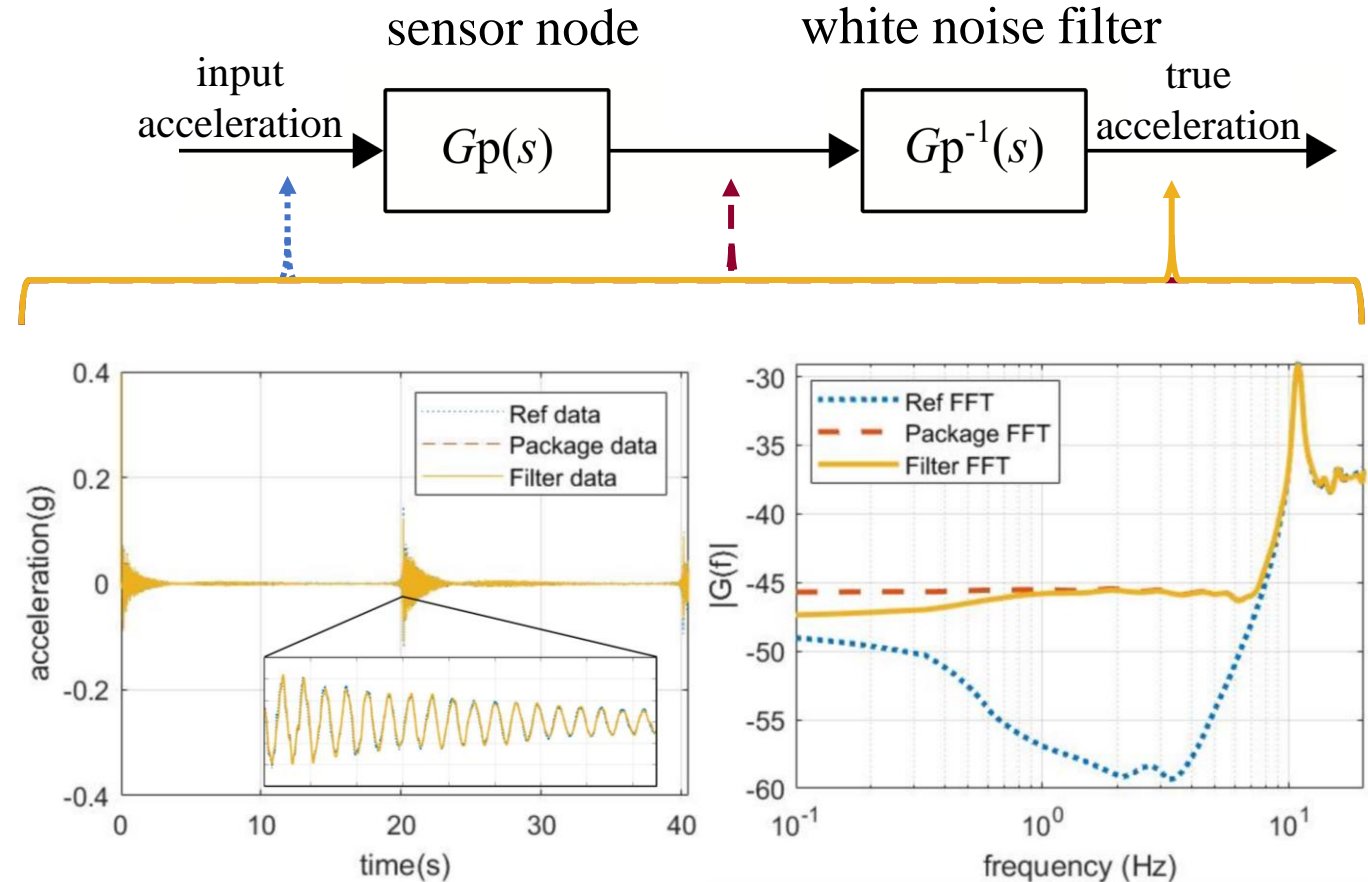 sensor node
white noise filter
input
acceleration
Gp(s)
Gp⁻¹(s)
true
acceleration
0.4
0.2
0
-0.2
-0.4
acceleration(g)
Ref data
Package data
Filter data
0
10
20
30
40
time(s)
-30
-35
-40
-45
-50
-55
-60
|G(f)|
Ref FFT
Package FFT
Filter FFT
10⁻¹
10⁰
10¹
frequency (Hz)